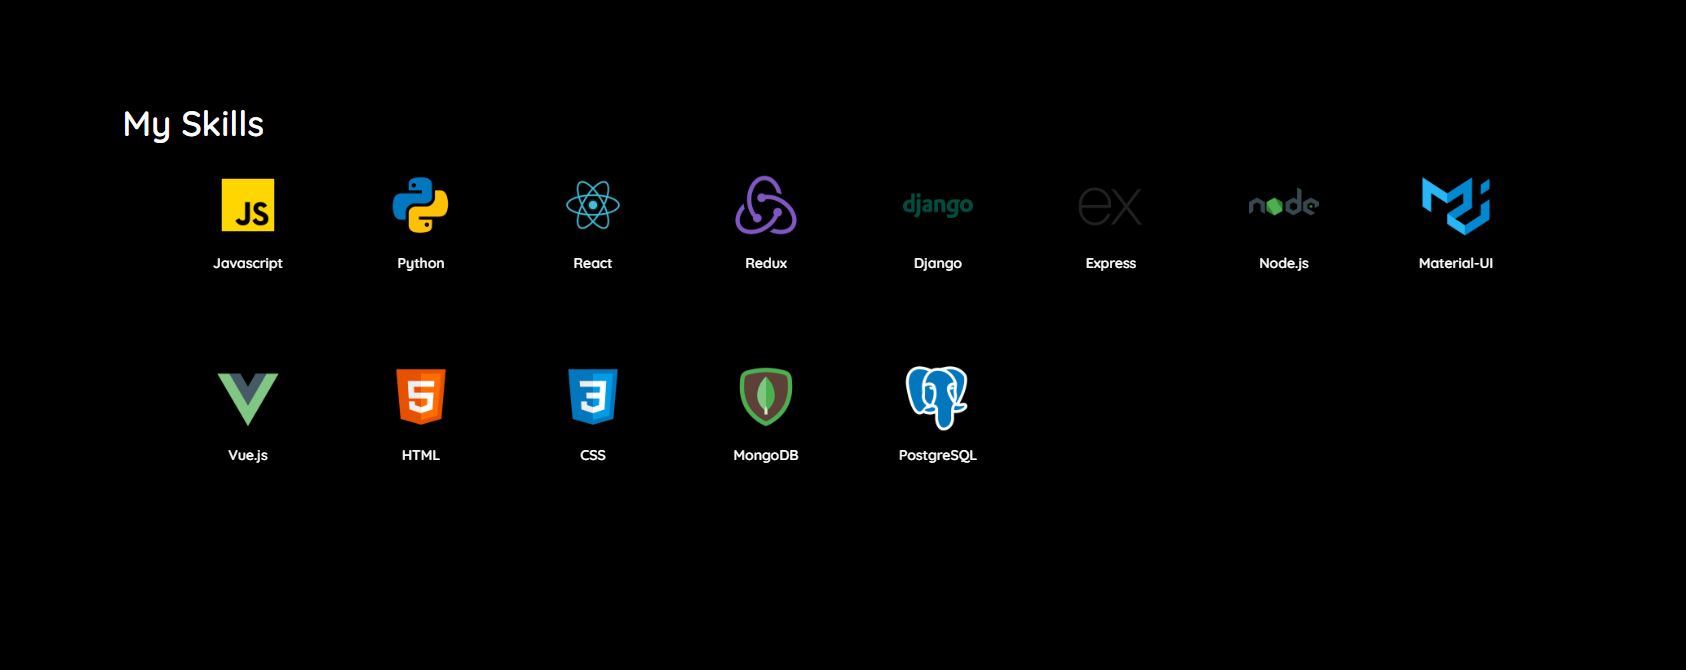 My Skills
JS
django
ex
node
Javascript Python React Redux Django Express Node.js Material-UI
5
3
Vue.js HTML CSS MongoDB PostgreSQL